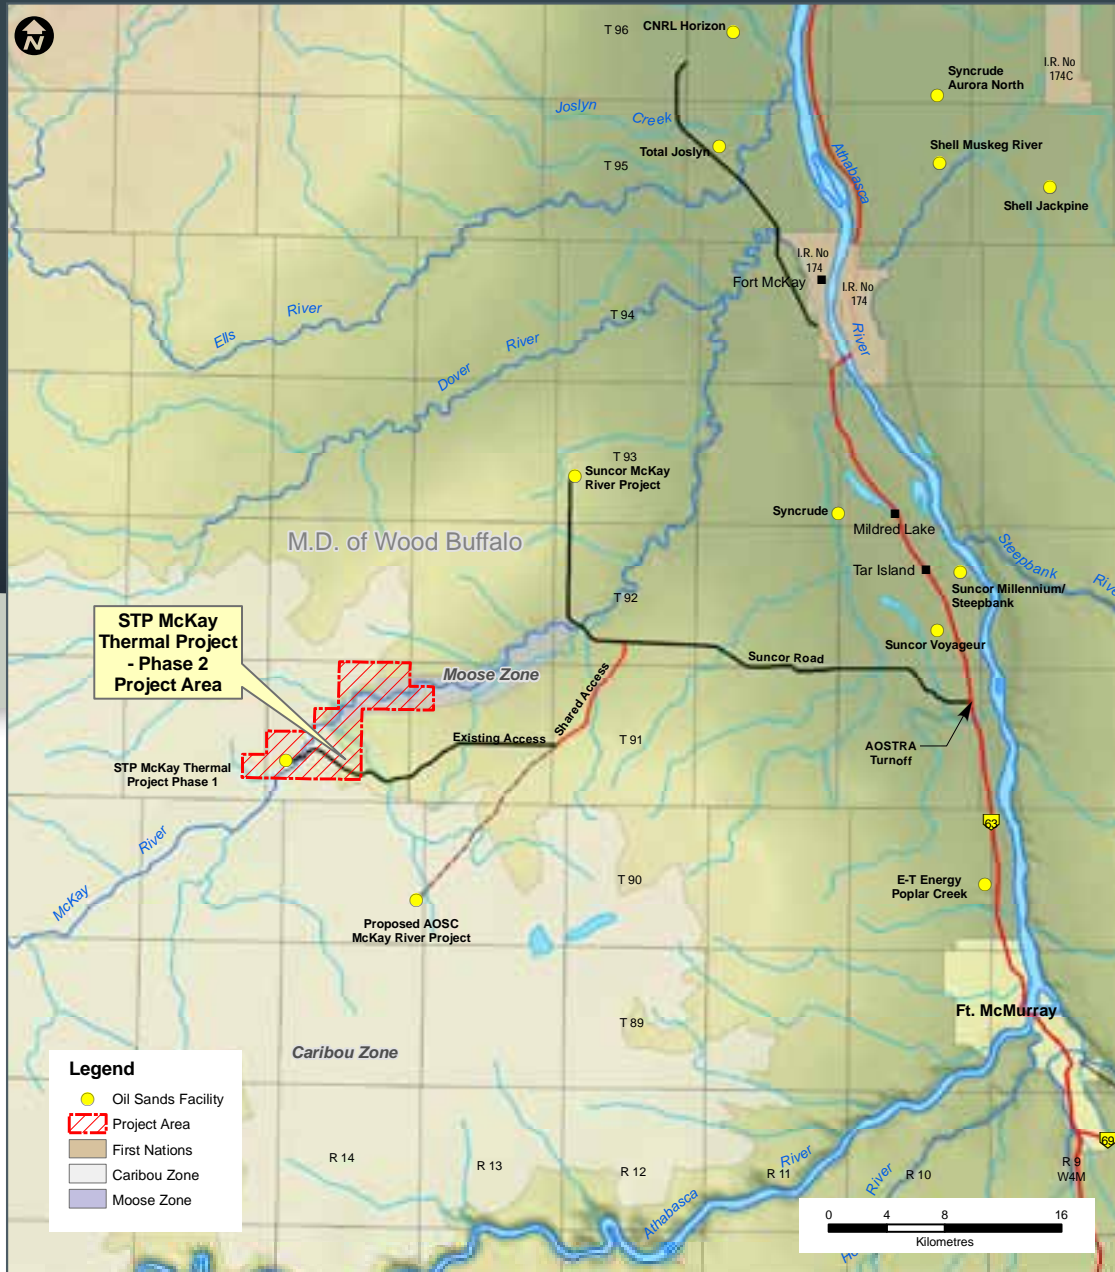 N
T 96
CNRL Horizon
I.R. No
174C
Syncrude
Aurora North
Joslyn
Creek
Total Joslyn
T 95
Athabasca
Shell Muskeg River
Shell Jackpine
I.R. No
174
Fort McKay
I.R. No
174
Ells
River
T 94
Dover
River
River
T 93
Suncor McKay
River Project
Syncrude
Mildred Lake
M.D. of Wood Buffalo
Steepbank
Tar Island
Suncor Millennium/
Steepbank
T 92
STP McKay
Thermal Project
- Phase 2
Project Area
Suncor Voyageur
Suncor Road
Moose Zone
Shared Access
Existing Access
T 91
AOSTRA
Turnoff
STP McKay Thermal
Project Phase 1
63
McKay
River
T 90
E-T Energy
Poplar Creek
Proposed AOSC
McKay River Project
Ft. McMurray
T 89
Caribou Zone
Legend
Oil Sands Facility
Project Area
First Nations
Caribou Zone
Moose Zone
69
R 14
R 13
R 12
R 11
R 10
R 9
W4M
Athabasca
River
River
0
4
8
16
Kilometres